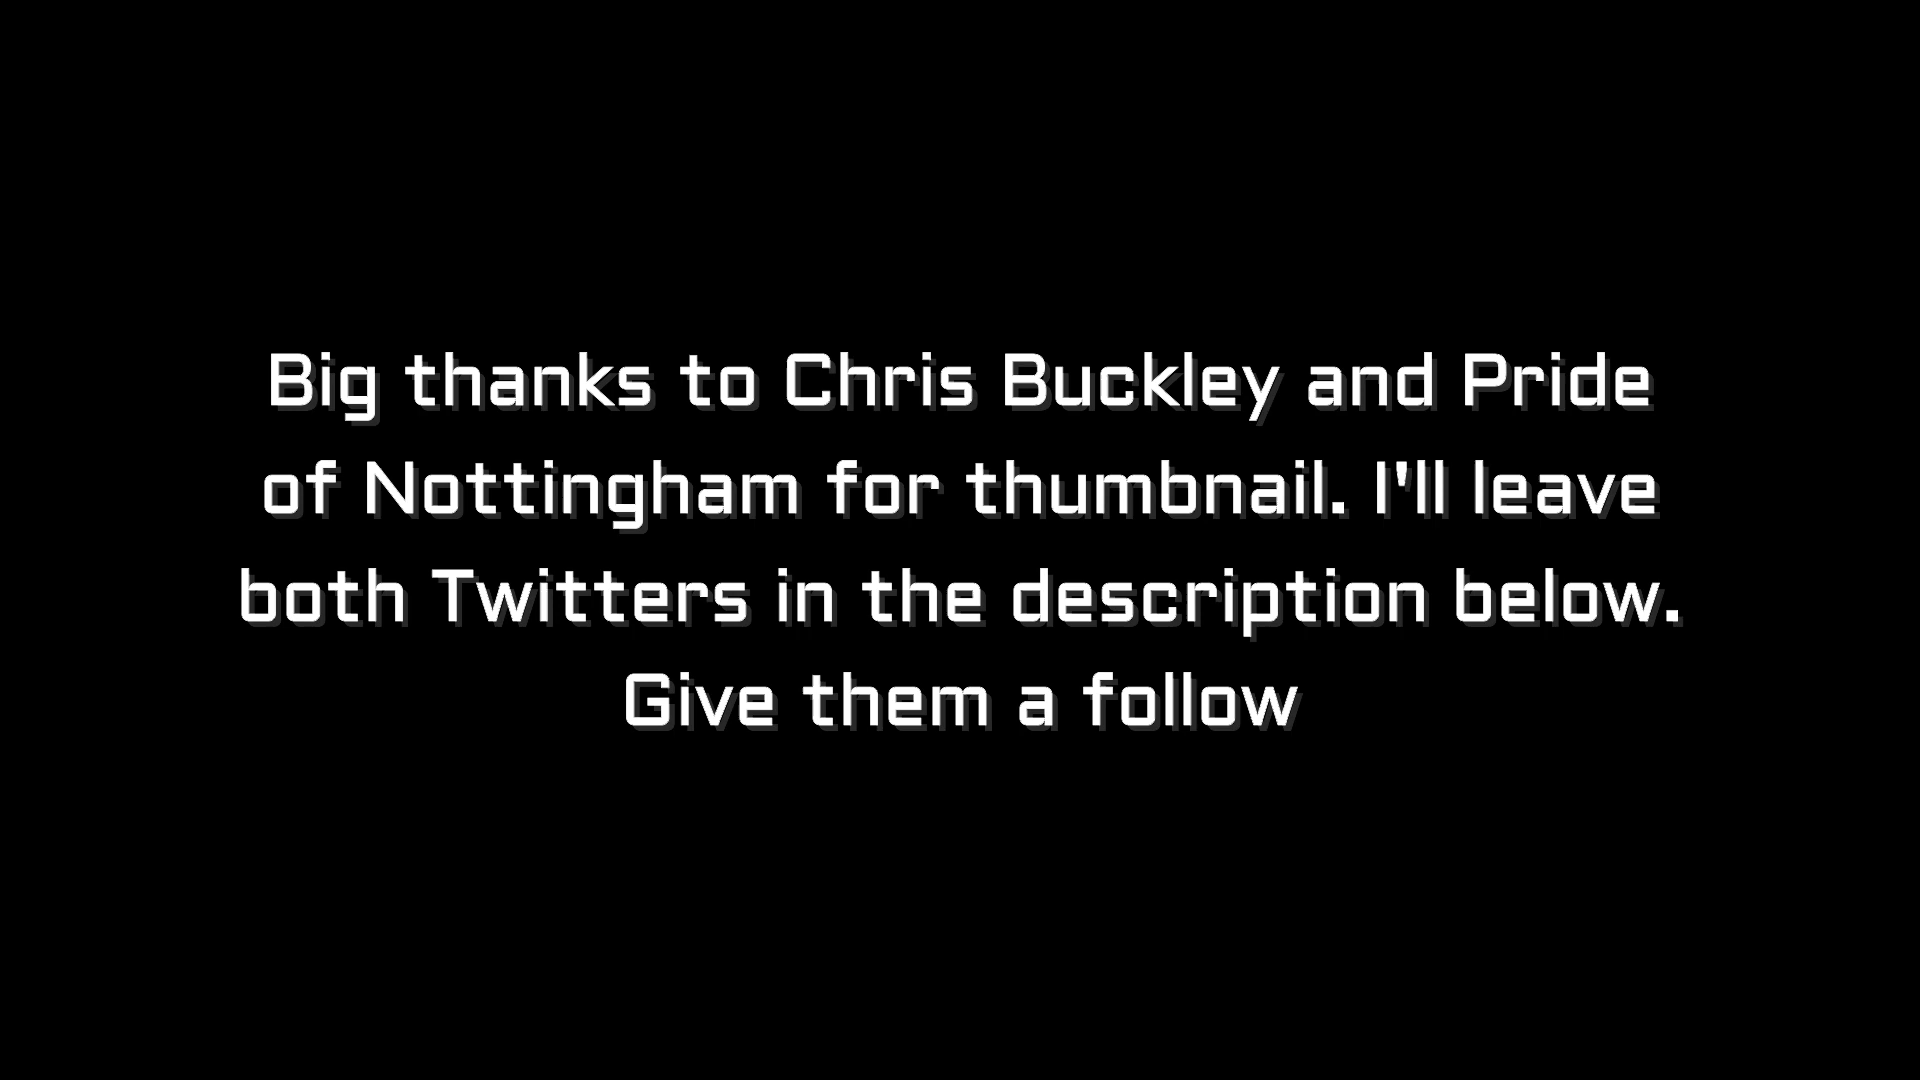 Big thanks to Chris Buckley and Pride
of Nottingham for thumbnail. I'll leave
both Twitters in the description below.
Give them a follow